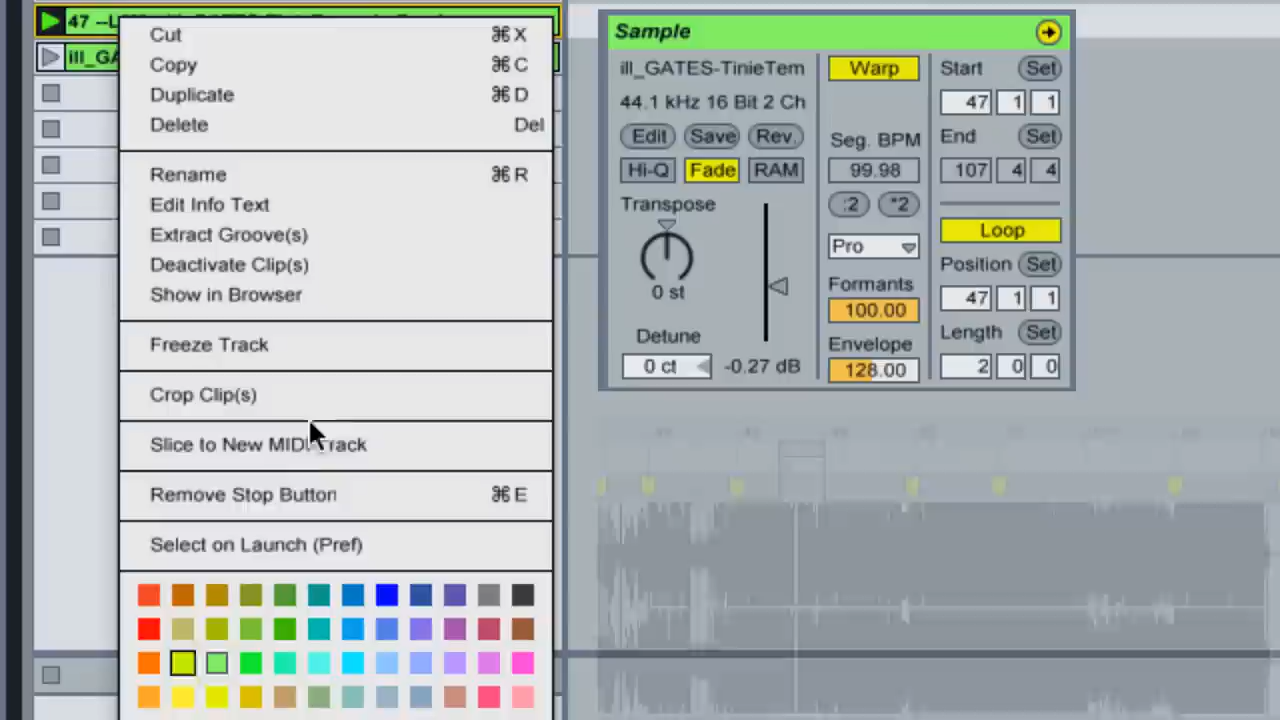 47
ill_GA
Cut ⌘X
Copy ⌘C
Duplicate ⌘D
Delete Del
Rename ⌘R
Edit Info Text
Extract Groove(s)
Deactivate Clip(s)
Show in Browser
Freeze Track
Crop Clip(s)
Slice to New MIDI Track
Remove Stop Button ⌘E
Select on Launch (Pref)
Sample
ill_GATES-TinieTem
44.1 kHz 16 Bit 2 Ch
Edit Save Rev.
Hi-Q Fade RAM
Transpose
0 st
Detune
0 ct -0.27 dB
Warp
Seg. BPM
99.98
:2 *2
Pro
Formants
100.00
Envelope
128.00
Start Set
47 1 1
End Set
107 4 4
Loop
Position Set
47 1 1
Length Set
2 0 0